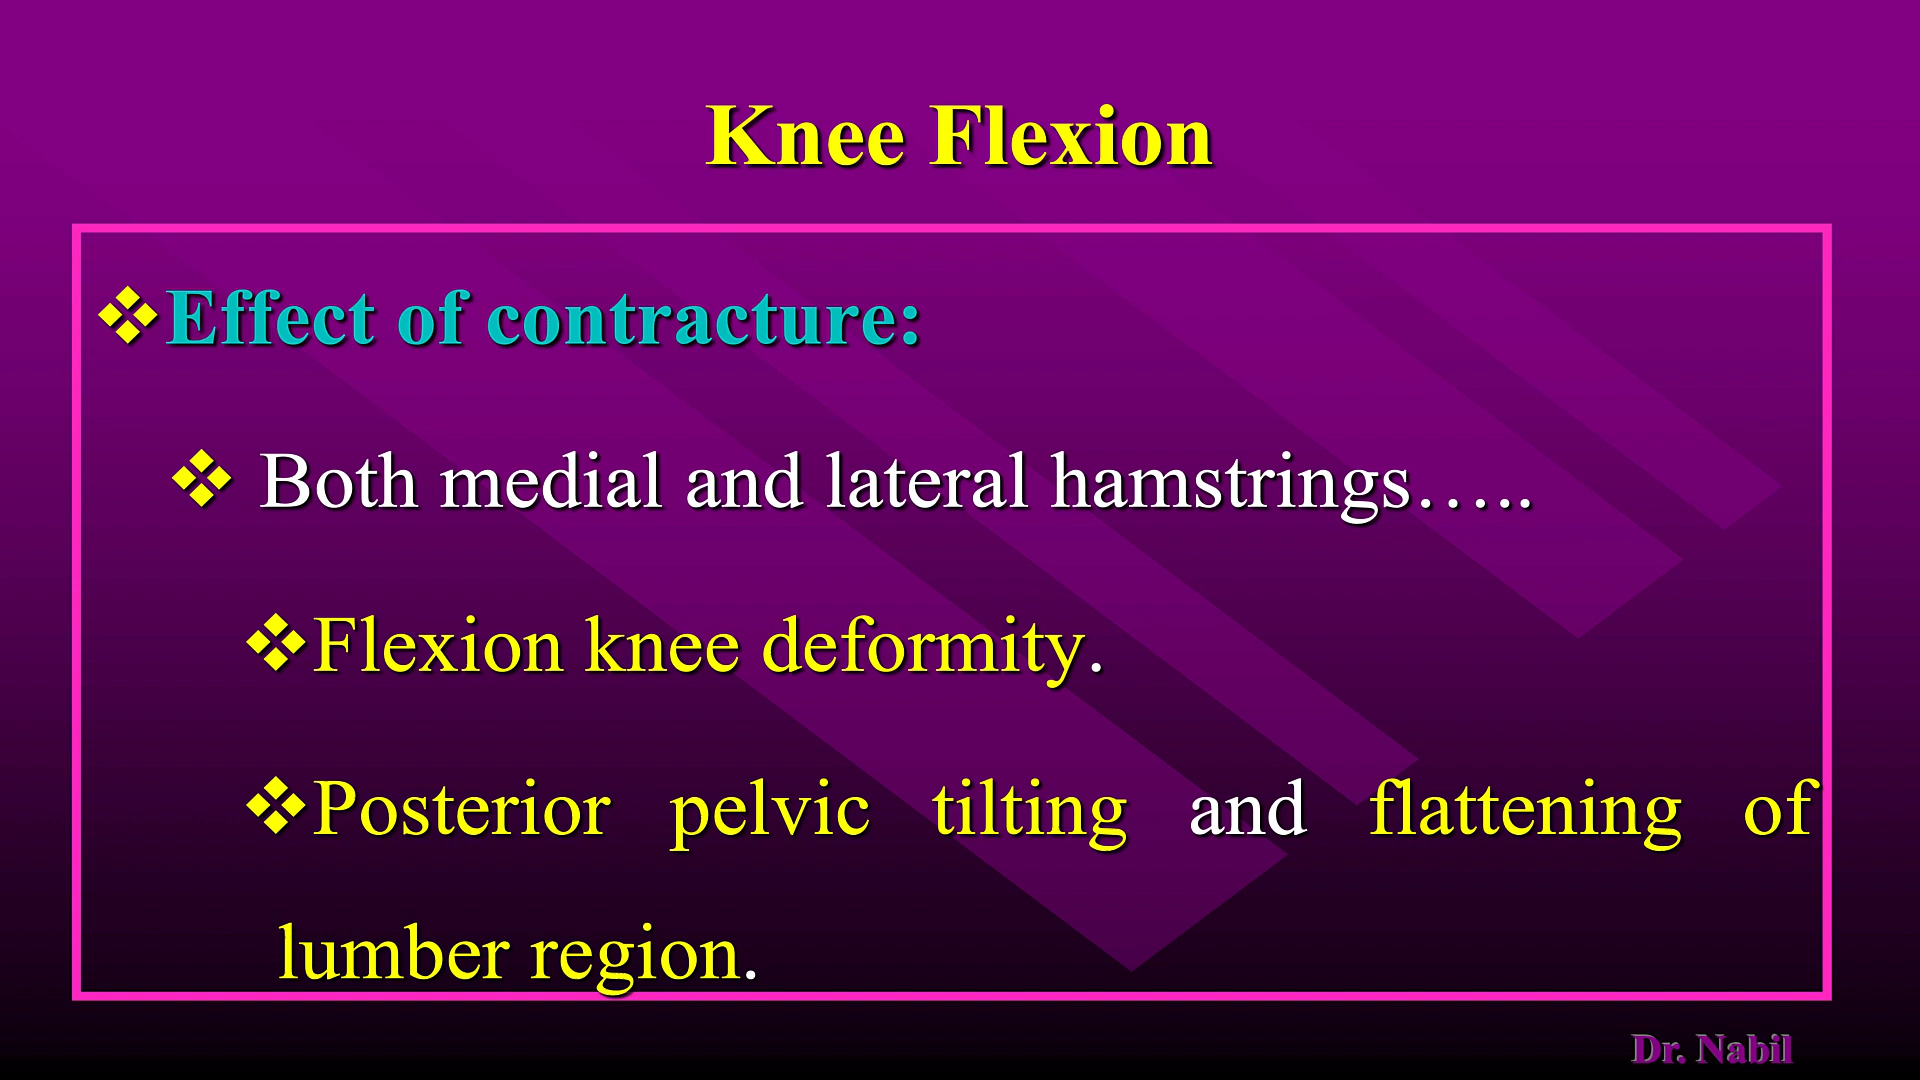 Knee Flexion
❖Effect of contracture:
❖ Both medial and lateral hamstrings…..
❖Flexion knee deformity.
❖Posterior pelvic tilting and flattening of
lumber region.
Dr. Nabil